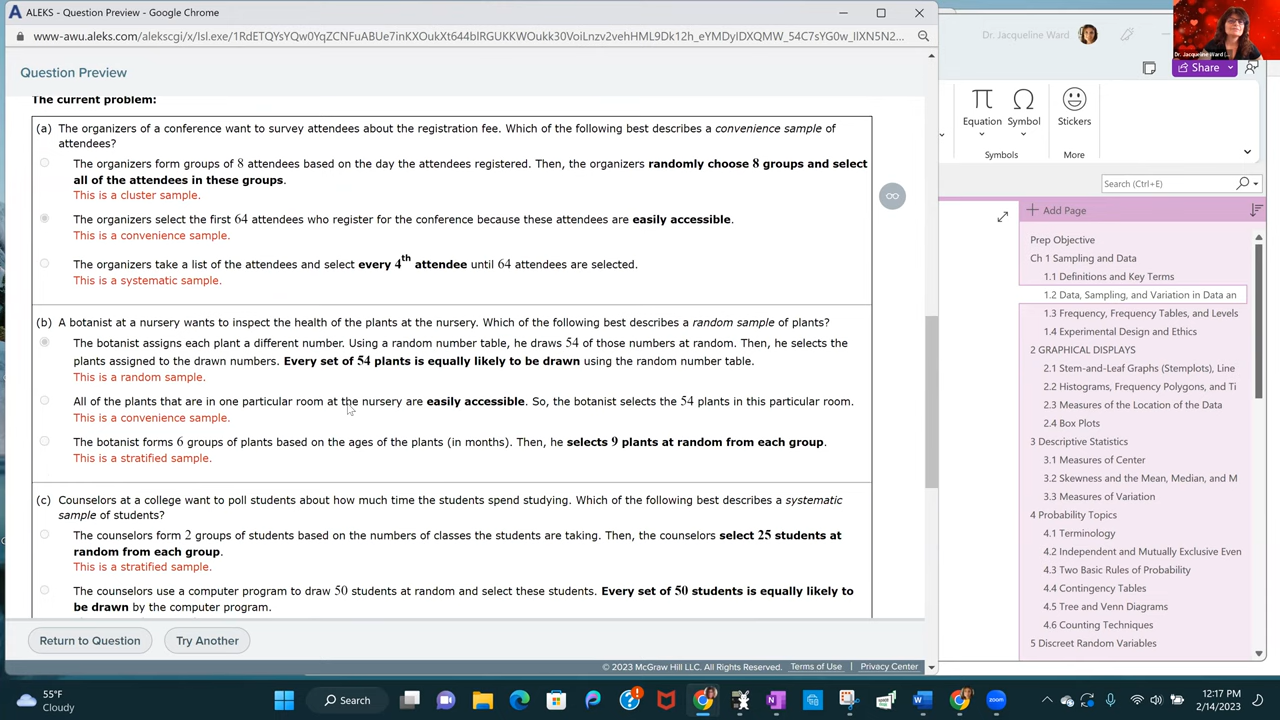 ALEKS - Question Preview - Google Chrome
Dr. Jacqueline Ward
Dr. Jacqueline Ward (...
Share
Question Preview
Equation
Symbol
Stickers
Symbols
More
Search (Ctrl+E)
The current problem:
(a) The organizers of a conference want to survey attendees about the registration fee. Which of the following best describes a convenience sample of
attendees?
The organizers form groups of 8 attendees based on the day the attendees registered. Then, the organizers randomly choose 8 groups and select
all of the attendees in these groups.
This is a cluster sample.
The organizers select the first 64 attendees who register for the conference because these attendees are easily accessible.
This is a convenience sample.
The organizers take a list of the attendees and select every 4th attendee until 64 attendees are selected.
This is a systematic sample.
(b) A botanist at a nursery wants to inspect the health of the plants at the nursery. Which of the following best describes a random sample of plants?
The botanist assigns each plant a different number. Using a random number table, he draws 54 of those numbers at random. Then, he selects the
plants assigned to the drawn numbers. Every set of 54 plants is equally likely to be drawn using the random number table.
This is a random sample.
All of the plants that are in one particular room at the nursery are easily accessible. So, the botanist selects the 54 plants in this particular room.
This is a convenience sample.
The botanist forms 6 groups of plants based on the ages of the plants (in months). Then, he selects 9 plants at random from each group.
This is a stratified sample.
(c) Counselors at a college want to poll students about how much time the students spend studying. Which of the following best describes a systematic
sample of students?
The counselors form 2 groups of students based on the numbers of classes the students are taking. Then, the counselors select 25 students at
random from each group.
This is a stratified sample.
The counselors use a computer program to draw 50 students at random and select these students. Every set of 50 students is equally likely to
be drawn by the computer program.
Return to Question
Try Another
© 2023 McGraw Hill LLC. All Rights Reserved. Terms of Use | Privacy Center
Add Page
Prep Objective
Ch 1 Sampling and Data
1.1 Definitions and Key Terms
1.2 Data, Sampling, and Variation in Data an
1.3 Frequency, Frequency Tables, and Levels
1.4 Experimental Design and Ethics
2 GRAPHICAL DESCRIPTIONS
2.1 Stem-and-Leaf Graphs (Stemplots), Line
2.2 Histograms, Frequency Polygons, and Ti
2.3 Measures of the Location of the Data
2.4 Box Plots
3 Descriptive Statistics
3.1 Measures of Center
3.2 Skewness and the Mean, Median, and M
3.3 Measures of Variation
4 Probability Topics
4.1 Terminology
4.2 Independent and Mutually Exclusive Even
4.3 Two Basic Rules of Probability
4.4 Contingency Tables
4.5 Tree and Venn Diagrams
4.6 Counting Techniques
5 Discreet Random Variables
55°F
Cloudy
Search
12:17 PM
2/14/2023